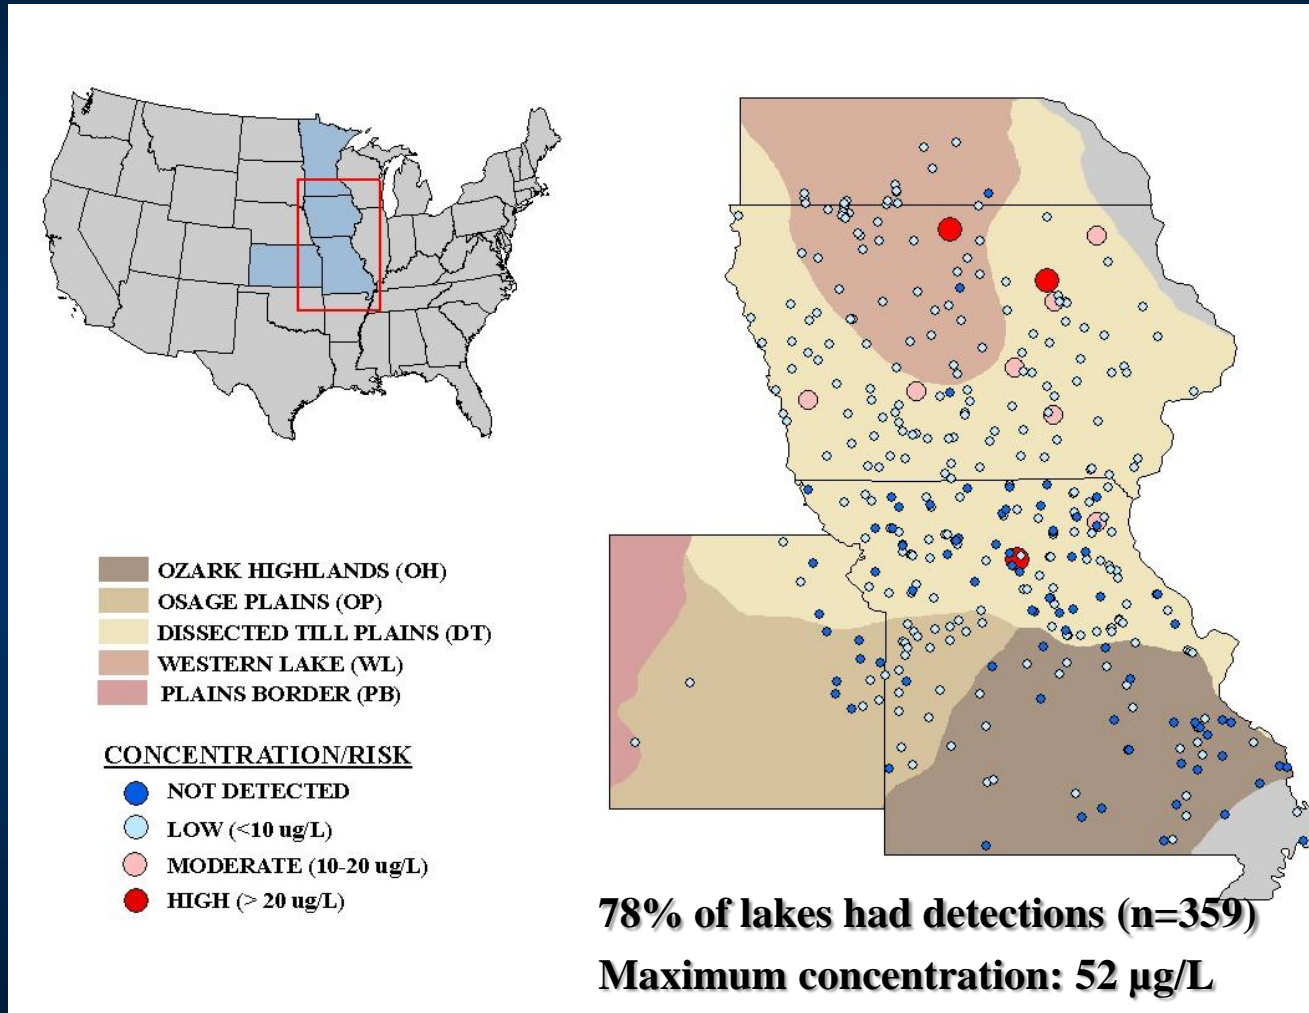 OZARK HIGHLANDS (OH)
OSAGE PLAINS (OP)
DISSECTED TILL PLAINS (DT)
WESTERN LAKE (WL)
PLAINS BORDER (PB)
CONCENTRATION/RISK
NOT DETECTED
LOW (<10 ug/L)
MODERATE (10-20 ug/L)
HIGH (> 20 ug/L)
78% of lakes had detections (n=359)
Maximum concentration: 52 µg/L